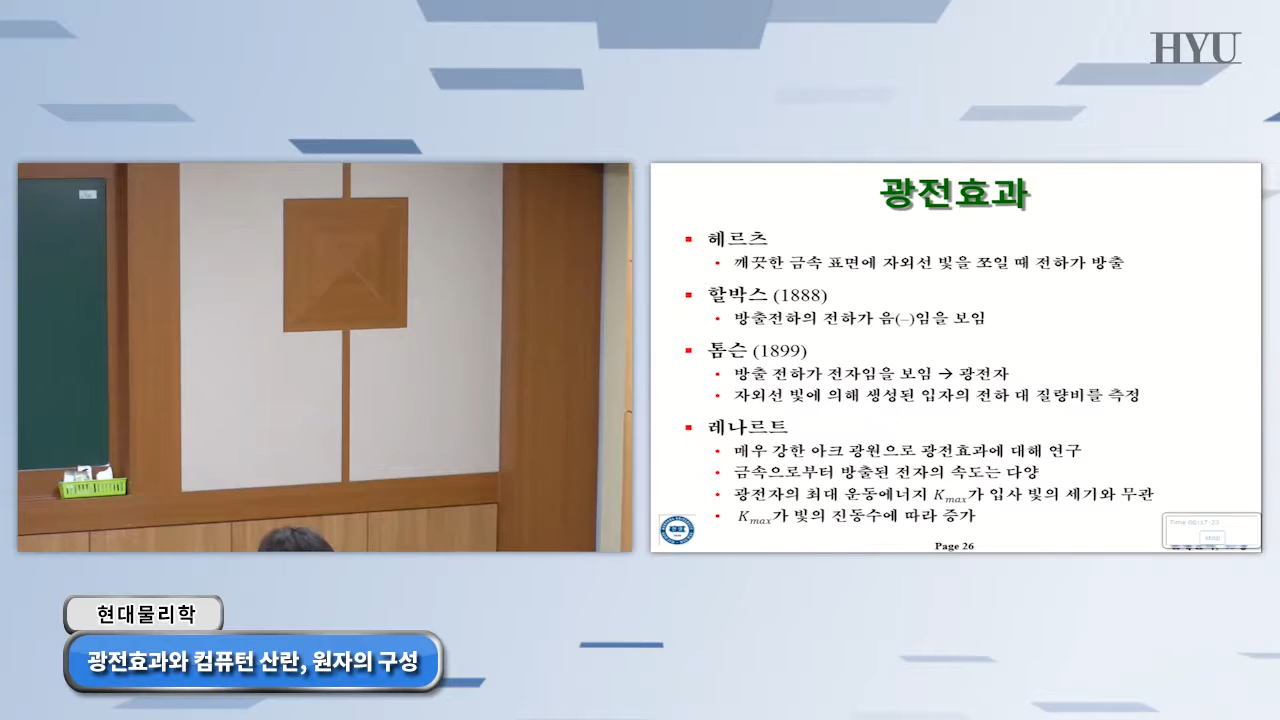 HYU
광전효과
헤르츠
깨끗한 금속 표면에 자외선 빛을 쪼일 때 전하가 방출
할박스 (1888)
방출전하의 전하가 음(–)임을 보임
톰슨 (1899)
방출 전하가 전자임을 보임 → 광전자
자외선 빛에 의해 생성된 입자의 전하 대 질량비를 측정
레나르트
매우 강한 아크 광원으로 광전효과에 대해 연구
금속으로부터 방출된 전자의 속도는 다양
광전자의 최대 운동에너지 Kmax가 입사 빛의 세기와 무관
Kmax가 빛의 진동수에 따라 증가
Page 26
stop
현대물리학
광전효과와 컴퓨턴 산란, 원자의 구성